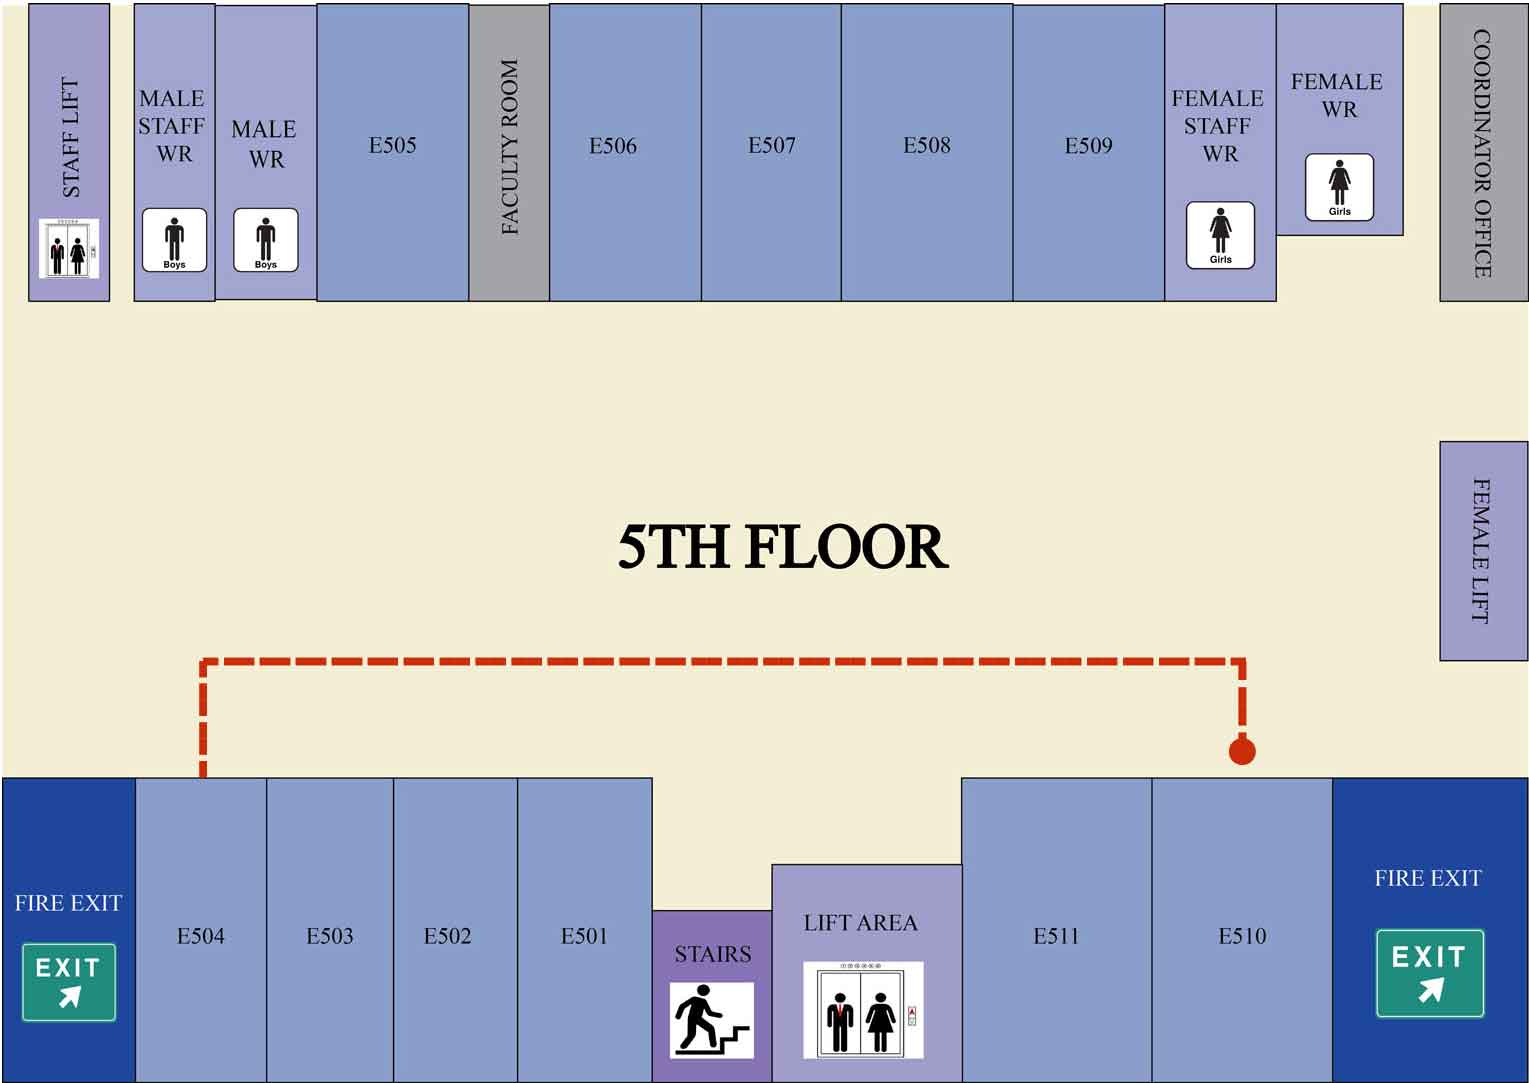 STAFF LIFT
MALE
STAFF
WR
Boys
MALE
WR
Boys
E505
FACULTY ROOM
E506
E507
E508
E509
FEMALE
STAFF
WR
Girls
FEMALE
WR
Girls
COORDINATOR OFFICE
FEMALE LIFT
5TH FLOOR
FIRE EXIT
EXIT
E504
E503
E502
E501
STAIRS
LIFT AREA
E511
E510
FIRE EXIT
EXIT